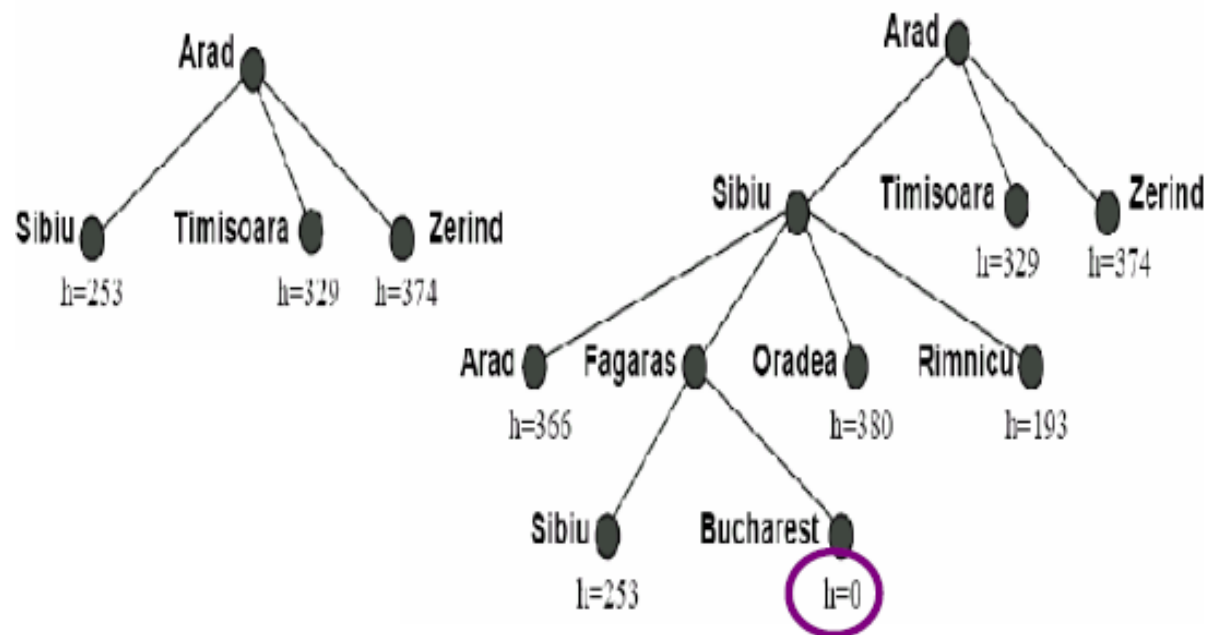 Arad
Sibiu Timisoara Zerind
h=253 h=329 h=374
Arad
Sibiu Timisoara Zerind
h=329 h=374
Arad Fagaras Oradea Rimnicu
h=366 h=380 h=193
Sibiu Bucharest
h=253 h=0